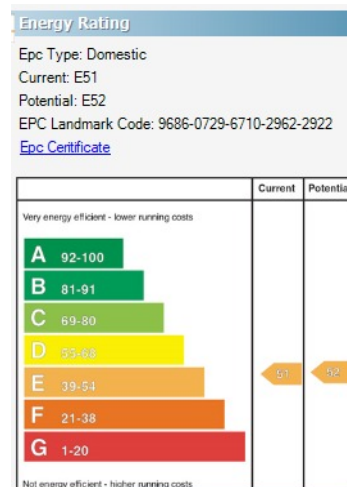 Energy Rating
Epc Type: Domestic
Current: E51
Potential: E52
EPC Landmark Code: 9686-0729-6710-2962-2922
Epc Ceritificate
Current Potentia
Very energy efficient - lower running costs
A 92-100
B 81-91
C 69-80
D 55-68
E 39-54
51 52
F 21-38
G 1-20
Not energy efficient - higher running costs